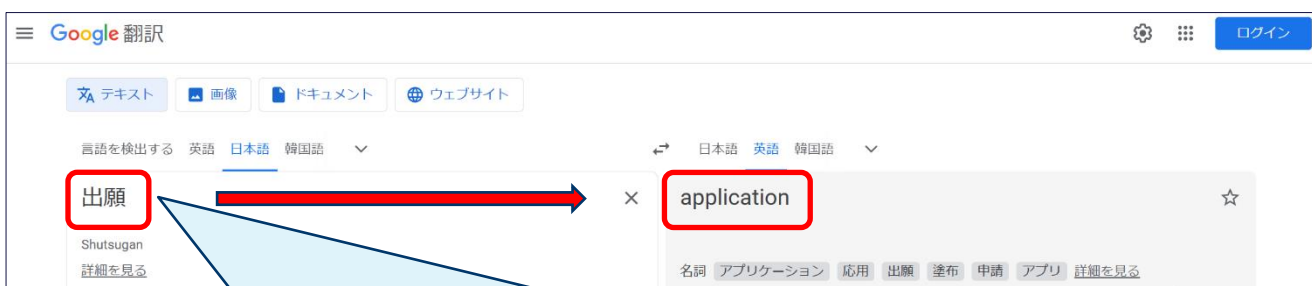 Google 翻訳
ログイン
テキスト 画像 ドキュメント ウェブサイト
言語を検出する 英語 日本語 韓国語
日本語 英語 韓国語
出願
application
Shutsugan
詳細を見る
名詞 アプリケーション 応用 出願 塗布 申請 アプリ 詳細を見る